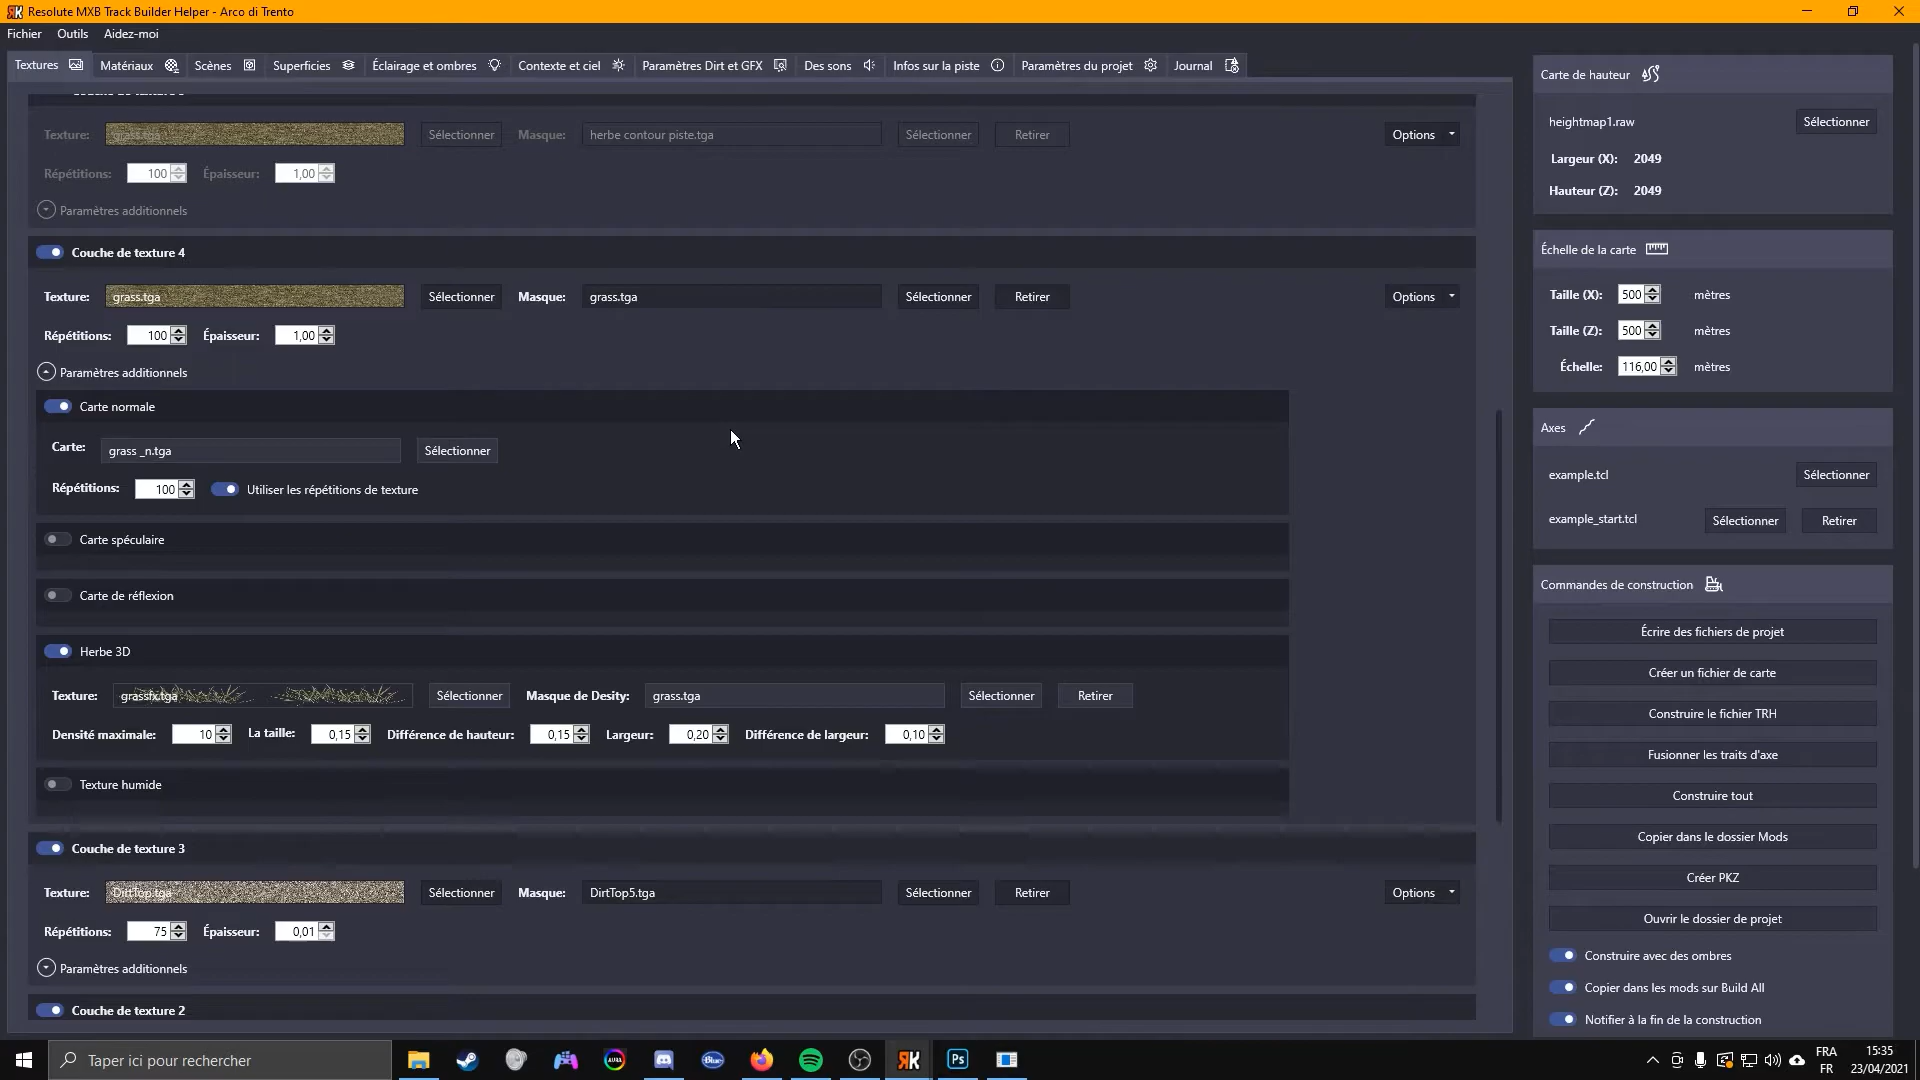 Resolute MXB Track Builder Helper - Arco di Trento
Fichier Outils Aidez-moi
Textures Matériaux Scènes Superficies Éclairage et ombres Contexte et ciel Paramètres Dirt et GFX Des sons Infos sur la piste Paramètres du projet Journal
Texture: grass.tga Sélectionner Masque: herbe contour piste.tga Sélectionner Retirer Options
Répétitions: 100 Épaisseur: 1,00
Paramètres additionnels
Couche de texture 4
Texture: grass.tga Sélectionner Masque: grass.tga Sélectionner Retirer Options
Répétitions: 100 Épaisseur: 1,00
Paramètres additionnels
Carte normale
Carte: grass _n.tga Sélectionner
Répétitions: 100 Utiliser les répétitions de texture
Carte spéculaire
Carte de réflexion
Herbe 3D
Texture: grassfx.tga Sélectionner Masque de Desity: grass.tga Sélectionner Retirer
Densité maximale: 10 La taille: 0,15 Différence de hauteur: 0,15 Largeur: 0,20 Différence de largeur: 0,10
Texture humide
Couche de texture 3
Texture: DirtTop.tga Sélectionner Masque: DirtTop5.tga Sélectionner Retirer Options
Répétitions: 75 Épaisseur: 0,01
Paramètres additionnels
Couche de texture 2
Carte de hauteur
heightmap1.raw Sélectionner
Largeur (X): 2049
Hauteur (Z): 2049
Échelle de la carte
Taille (X): 500 mètres
Taille (Z): 500 mètres
Échelle: 116,00 mètres
Axes
example.tcl Sélectionner
example_start.tcl Sélectionner Retirer
Commandes de construction
Écrire des fichiers de projet
Créer un fichier de carte
Construire le fichier TRH
Fusionner les traits d'axe
Construire tout
Copier dans le dossier Mods
Créer PKZ
Ouvrir le dossier de projet
Construire avec des ombres
Copier dans les mods sur Build All
Notifier à la fin de la construction
Taper ici pour rechercher
AURA
Blue
RK
Ps
FRA
FR
15:35
23/04/2021